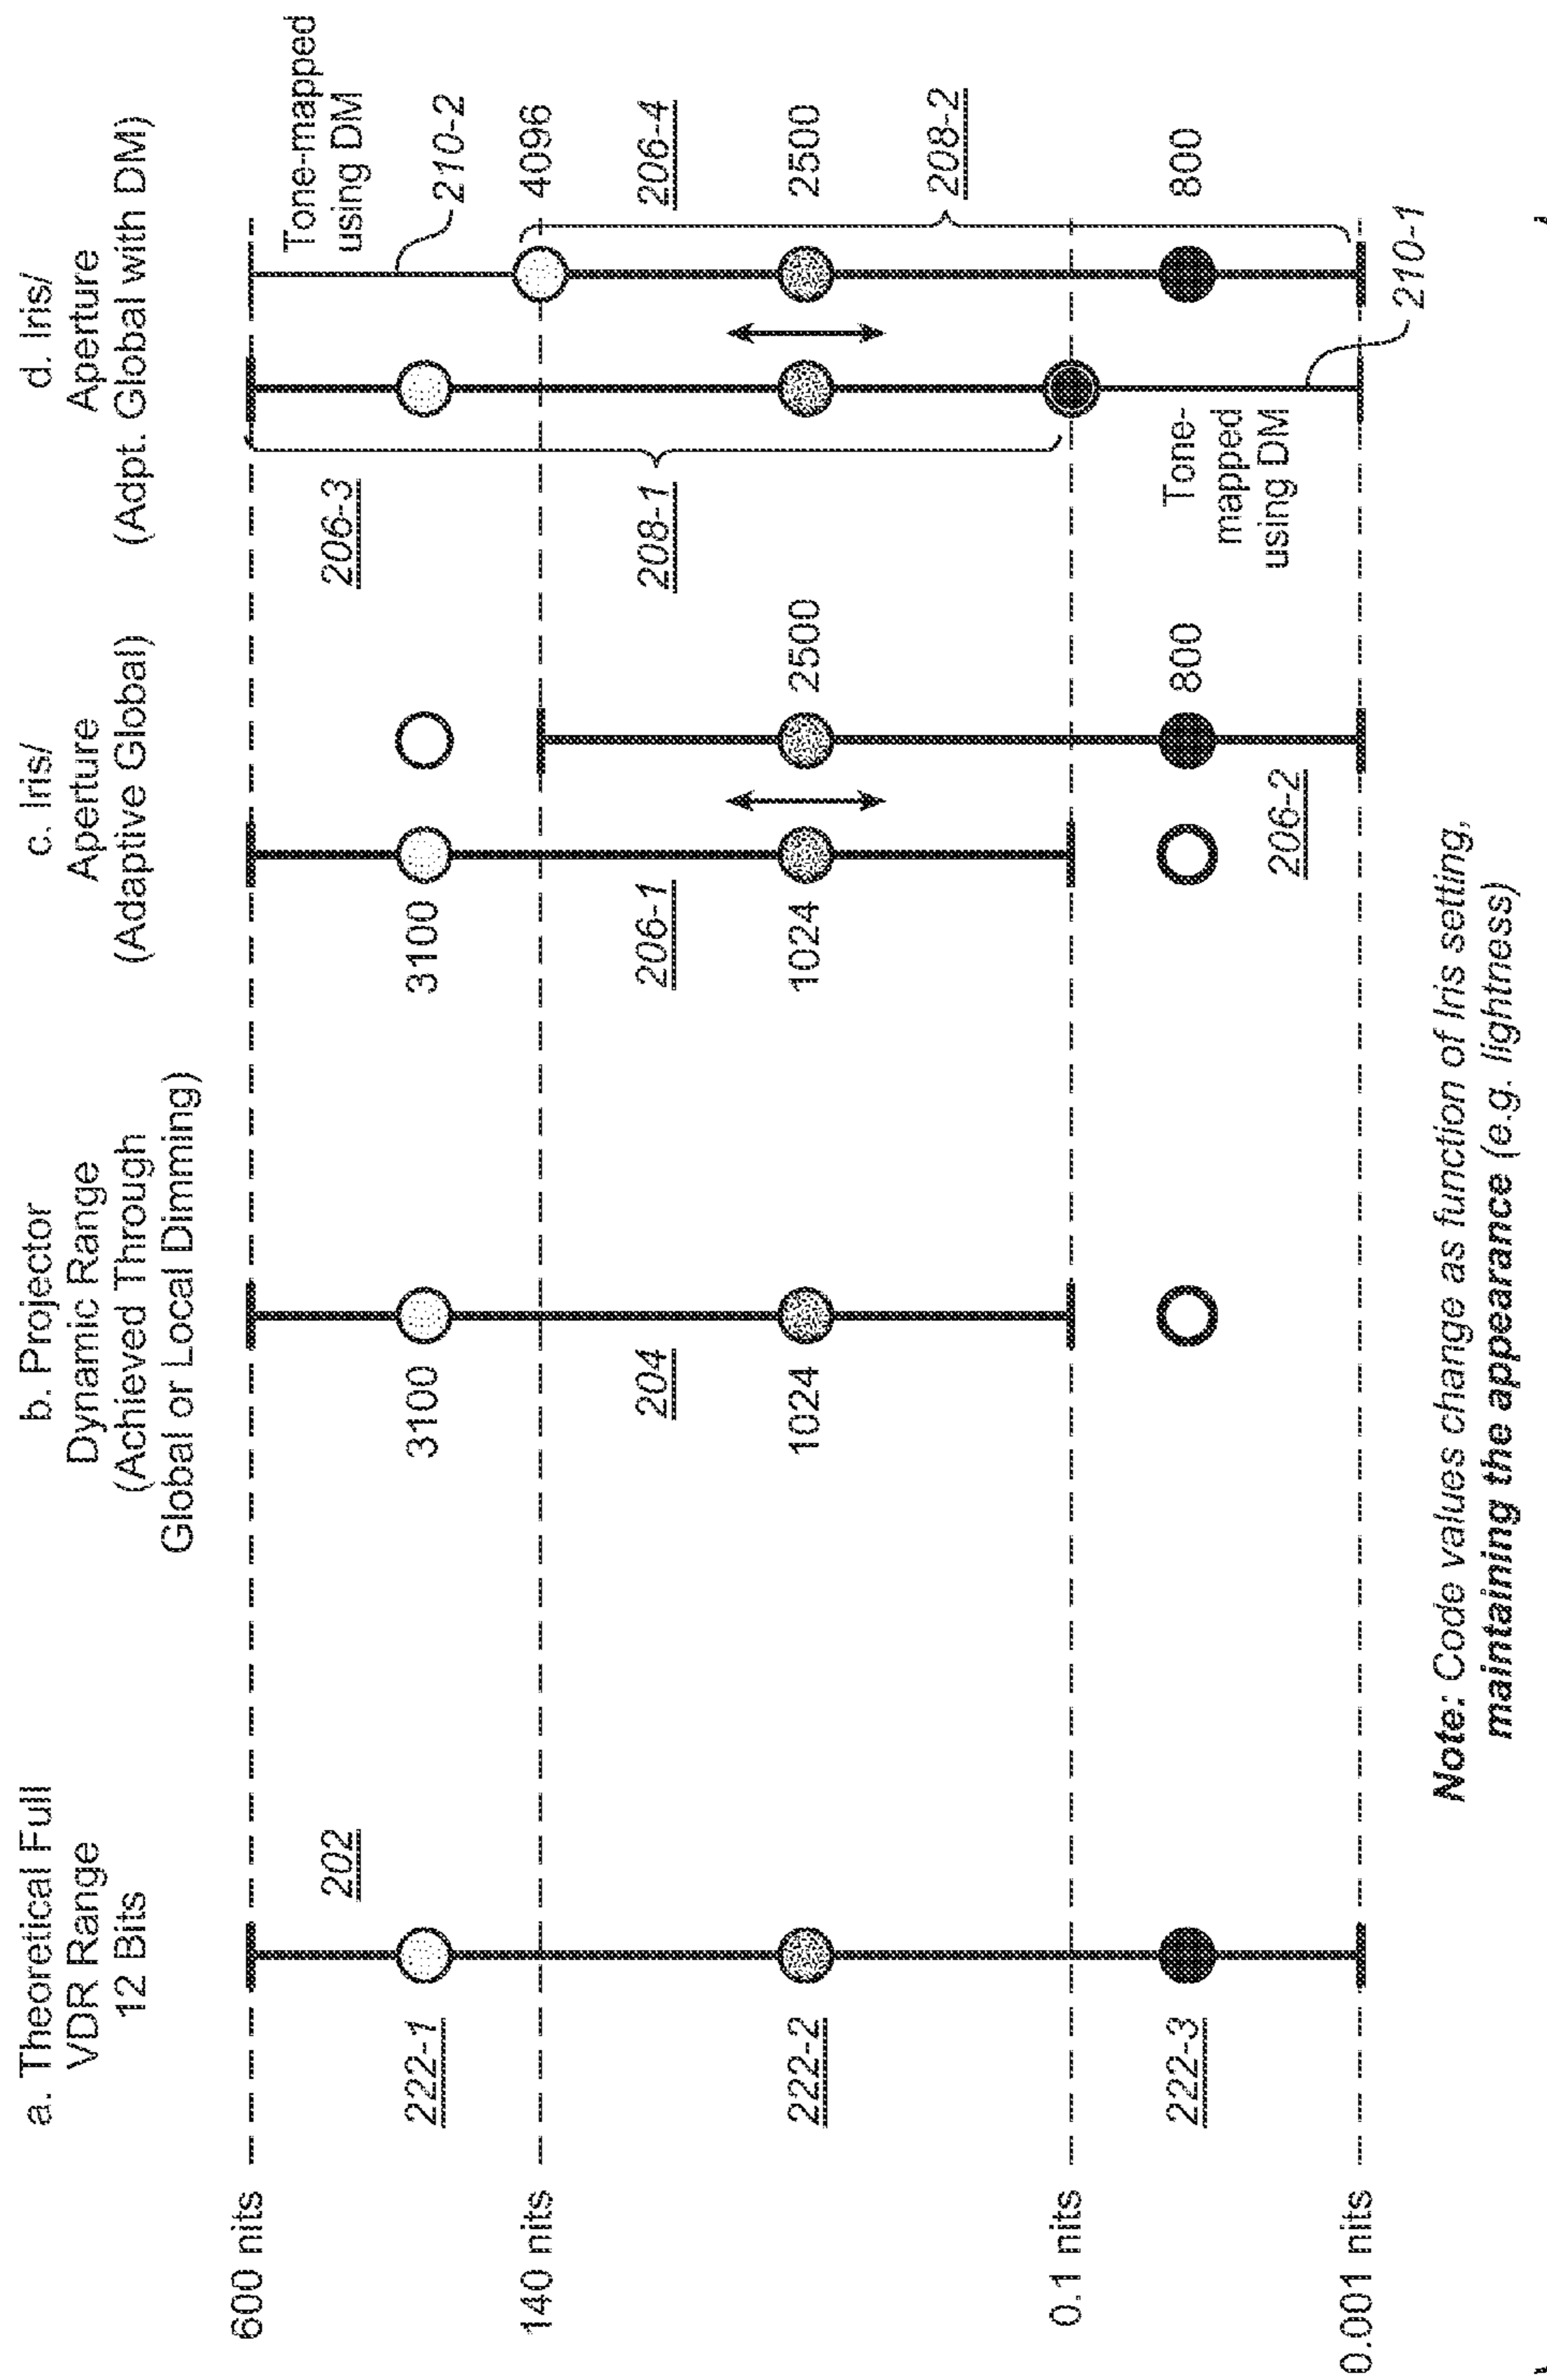 a. Theoretical Full
VDR Range
12 Bits
b. Projector
Dynamic Range
(Achieved Through
Global or Local Dimming)
c. Iris/
Aperture
(Adaptive Global)
d. Iris/
Aperture
(Adpt. Global with DM)
600 nits
140 nits
0.1 nits
0.001 nits
202
222-1
222-2
222-3
3100
204
1024
3100
206-1
1024
2500
800
206-2
206-3
208-1
Tone-
mapped
using DM
Tone-mapped
using DM
210-2
4096
206-4
2500
208-2
800
210-1
Note: Code values change as function of Iris setting,
maintaining the appearance (e.g. lightness)